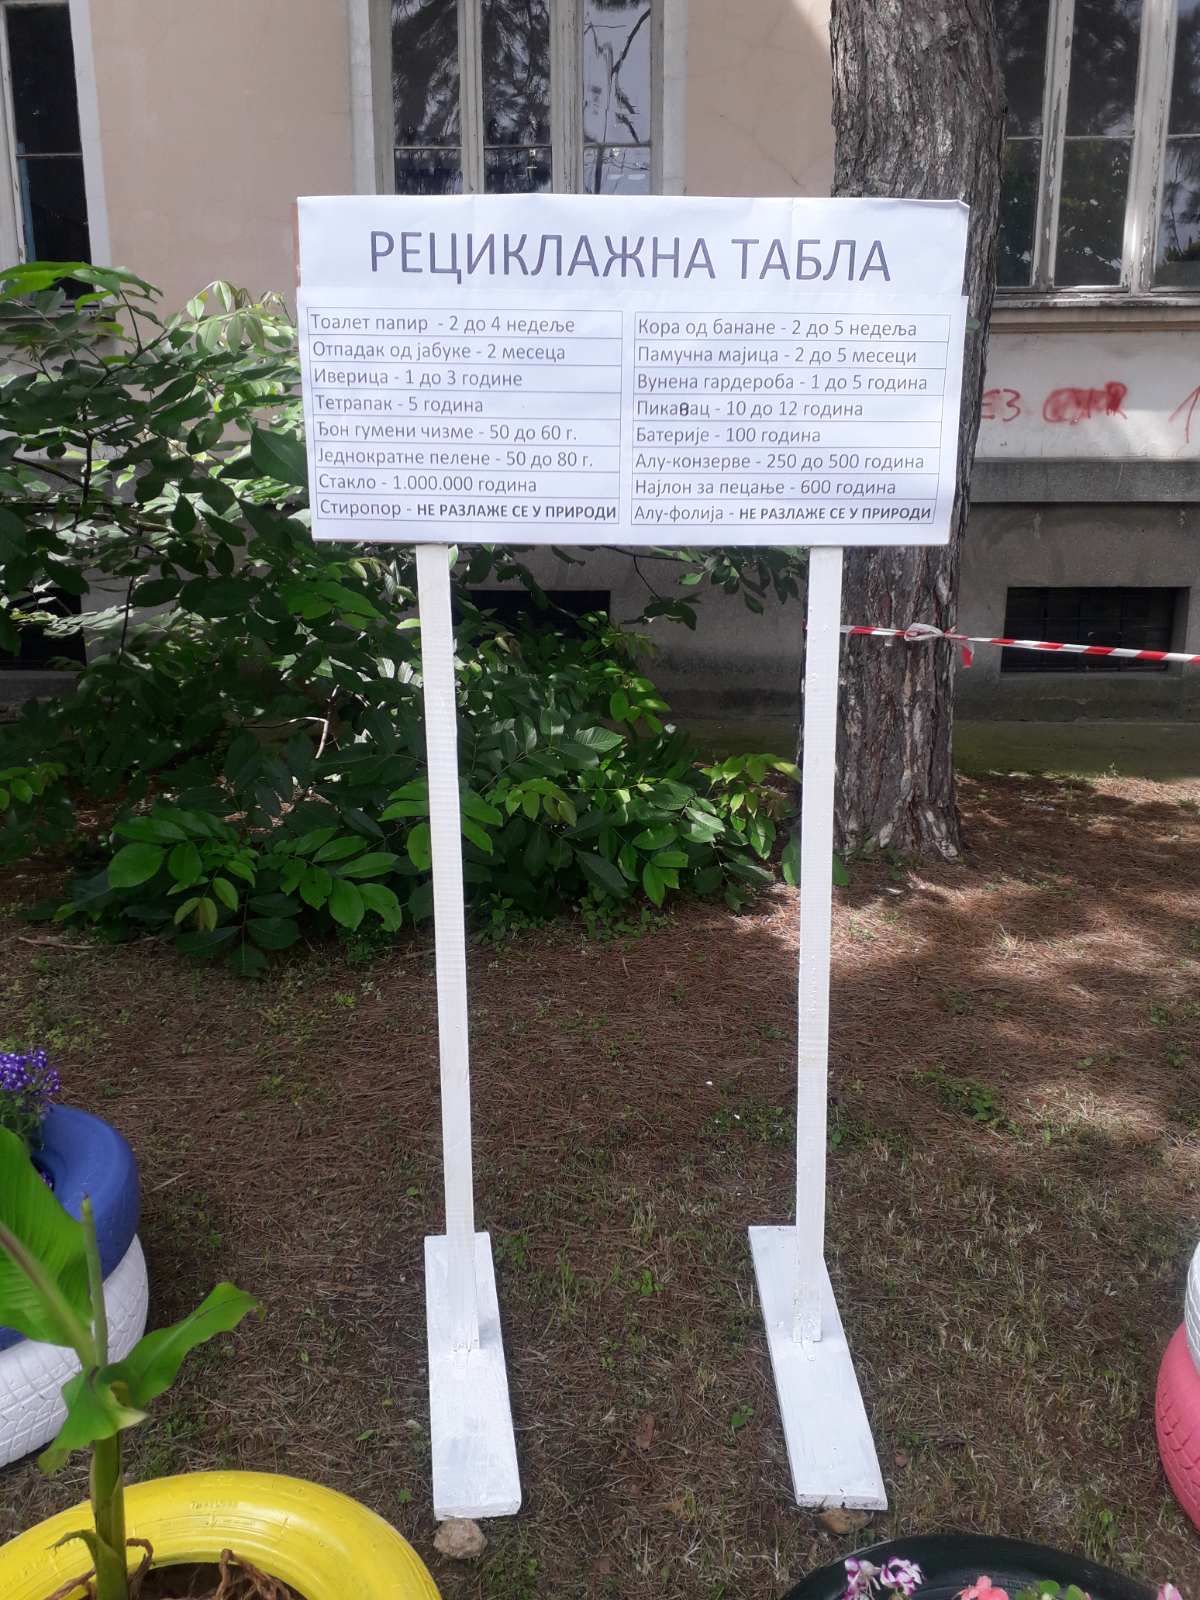 РЕЦИКЛАЖНА ТАБЛА
Тоалет папир - 2 до 4 недеље
Отпадак од јабуке - 2 месеца
Иверица - 1 до 3 године
Тетрапак - 5 година
Ђон гумени чизме - 50 до 60 г.
Једнократне пелене - 50 до 80 г.
Стакло - 1.000.000 година
Стиропор - НЕ РАЗЛАЖЕ СЕ У ПРИРОДИ
Кора од банане - 2 до 5 недеља
Памучна мајица - 2 до 5 месеци
Вунена гардероба - 1 до 5 година
Пикавац - 10 до 12 година
Батерије - 100 година
Алу-конзерве - 250 до 500 година
Најлон за пецање - 600 година
Алу-фолија - НЕ РАЗЛАЖЕ СЕ У ПРИРОДИ